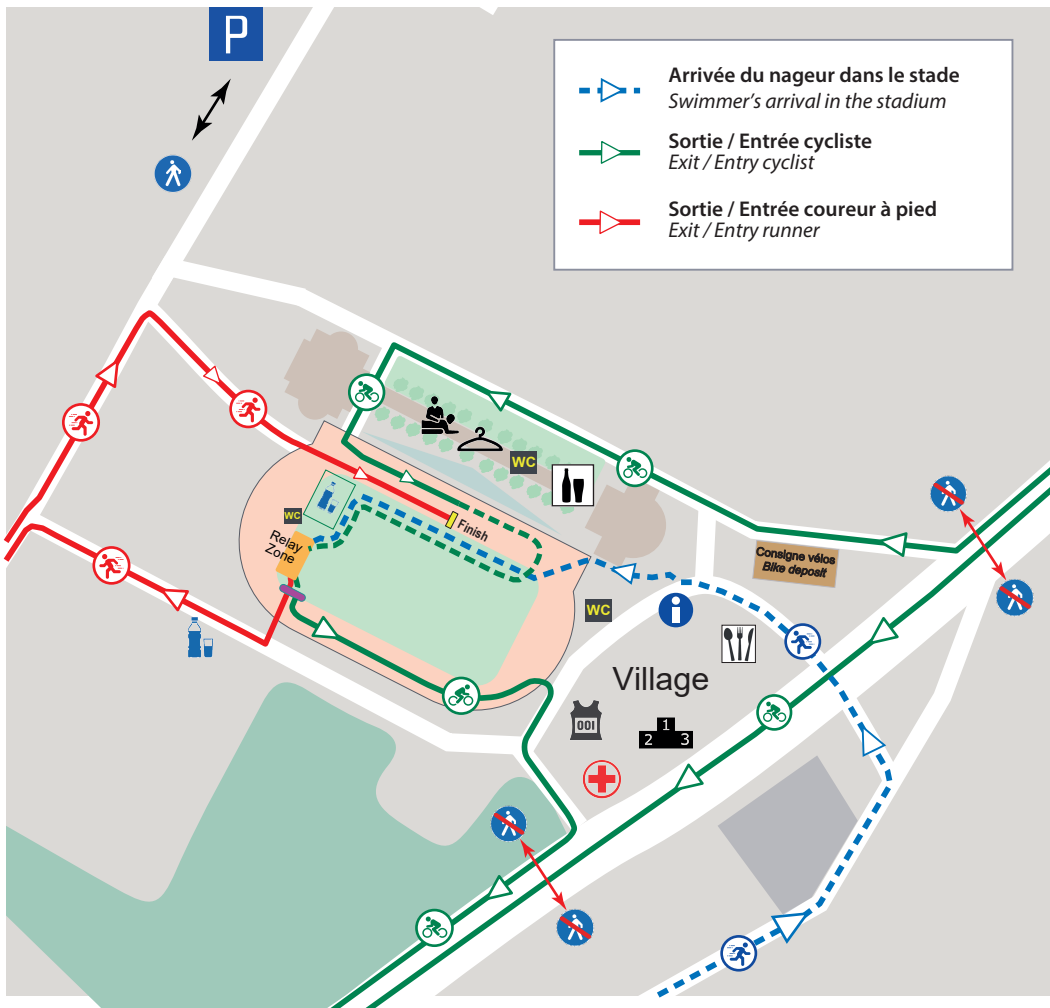 P
Arrivée du nageur dans le stade
Swimmer's arrival in the stadium
Sortie / Entrée cycliste
Exit / Entry cyclist
Sortie / Entrée coureur à pied
Exit / Entry runner
WC
WC
Finish
Relay
Zone
Consigne vélos
Bike deposit
WC
i
Village
001
1
2 3